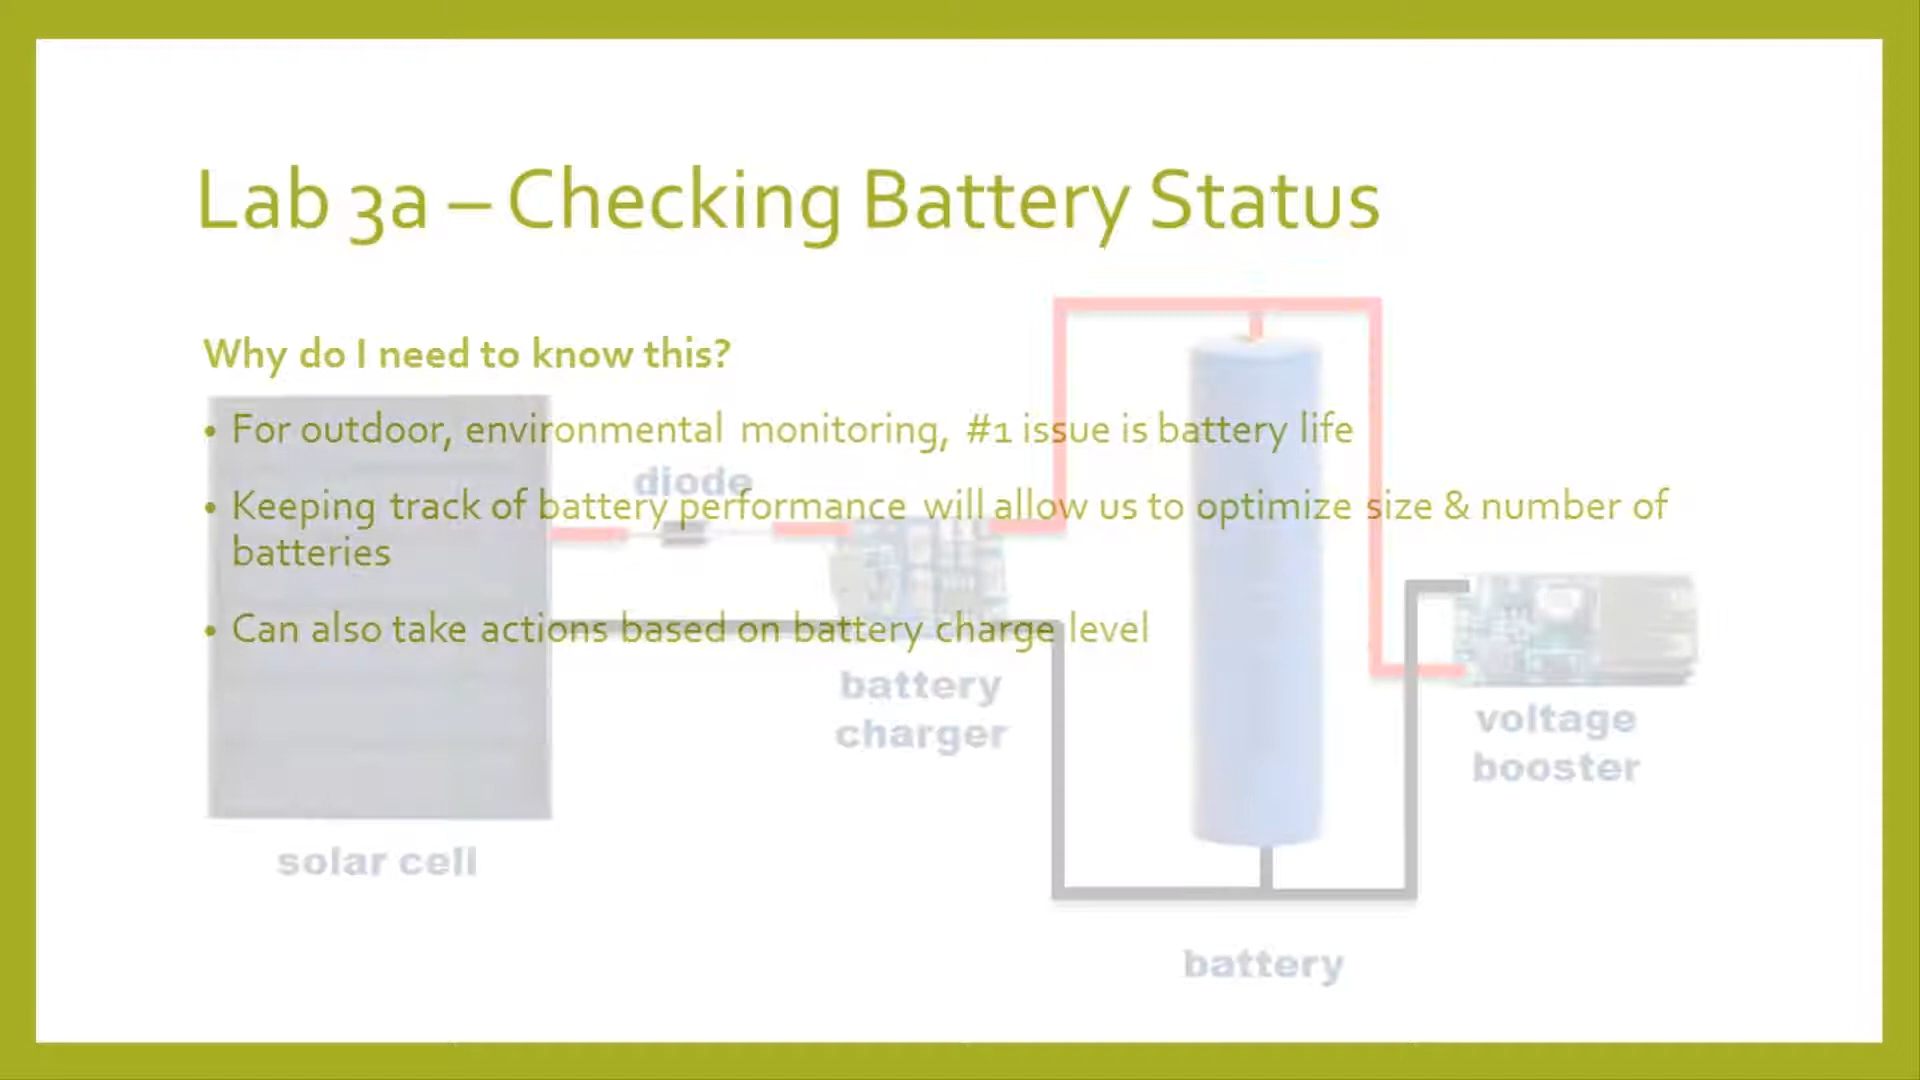 Lab 3a – Checking Battery Status
Why do I need to know this?
• For outdoor, environmental monitoring, #1 issue is battery life
diode
• Keeping track of battery performance will allow us to optimize size & number of
batteries
• Can also take actions based on battery charge level
battery
charger
voltage
booster
solar cell
battery